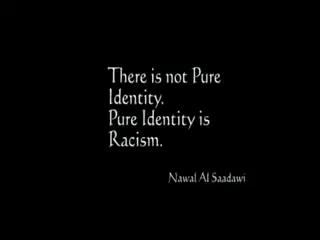 There is not Pure
Identity.
Pure Identity is
Racism.
Nawal Al Saadawi